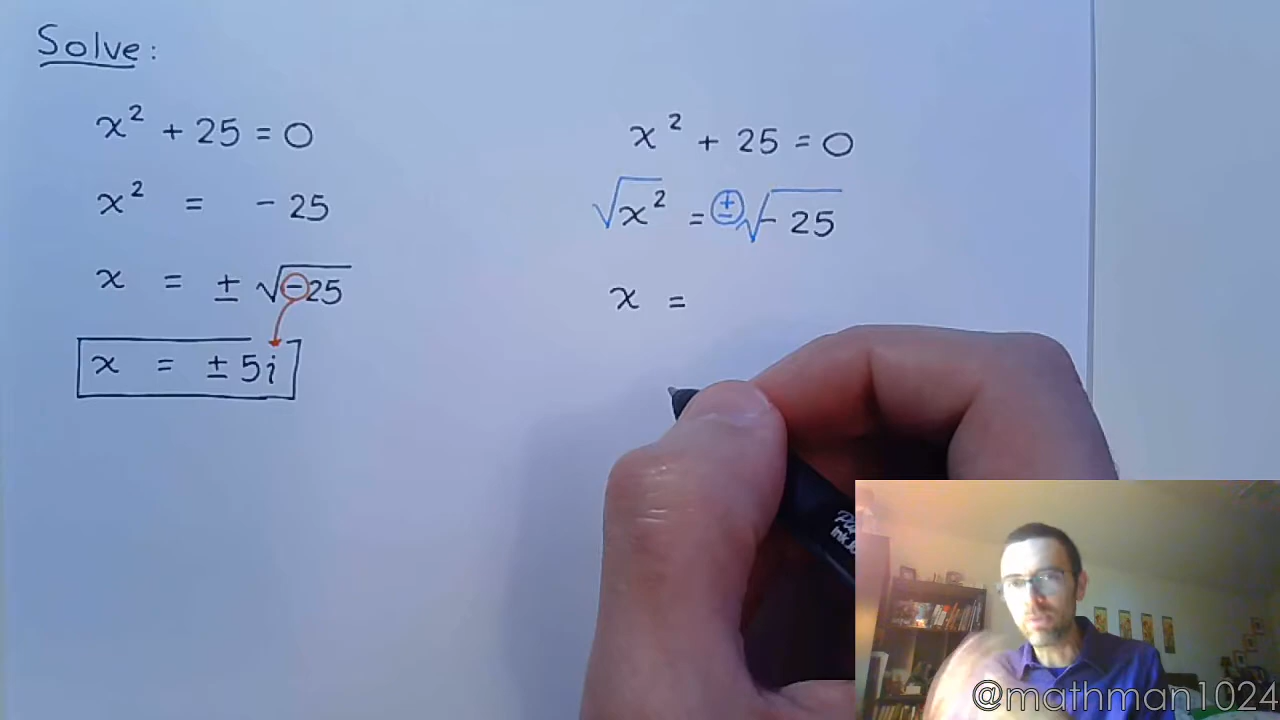 Solve:
x² + 25 = 0
x² = - 25
x = ± √-25
x = ± 5i
x² + 25 = 0
√x² = ± √- 25
x =
@mathman1024